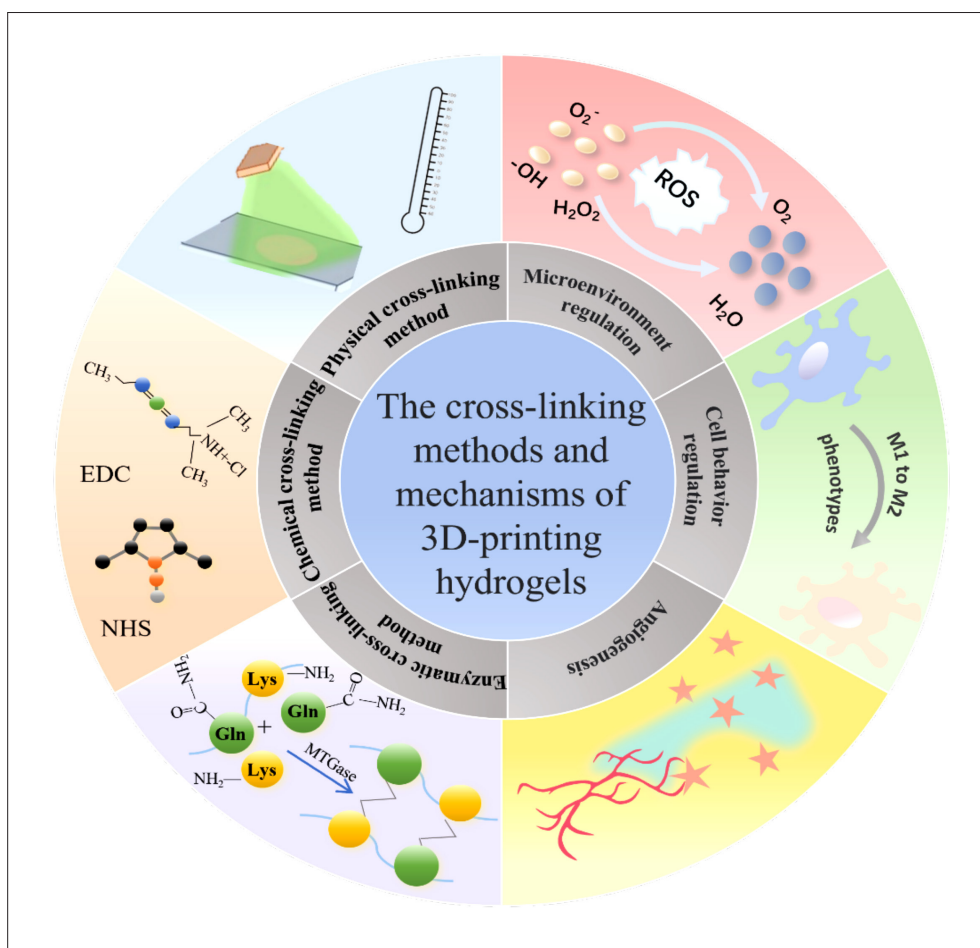 The cross-linking
methods and
mechanisms of
3D-printing
hydrogels
Physical cross-linking
method
Microenvironment
regulation
Cell behavior
regulation
Angiogenesis
Enzymatic cross-linking
method
Chemical cross-linking
method
O₂⁻
-OH
H₂O₂
ROS
O₂
H₂O
M1 to M2
phenotypes
CH₃
CH₃
NH+-Cl
CH₃
EDC
NHS
NH₂
O=C
Gln
Lys
—NH₂
+
Gln
O
C
--NH₂
NH₂—
Lys
MTGase